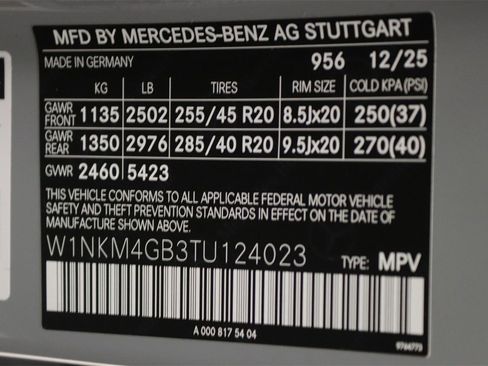 MFD BY MERCEDES-BENZ AG STUTTGART
MADE IN GERMANY 956 12/25
KG LB TIRES RIM SIZE COLD KPA(PSI)
GAWR FRONT 1135 2502 255/45 R20 8.5Jx20 250(37)
GAWR REAR 1350 2976 285/40 R20 9.5Jx20 270(40)
GVWR 2460 5423
THIS VEHICLE CONFORMS TO ALL APPLICABLE FEDERAL MOTOR VEHICLE
SAFETY AND THEFT PREVENTION STANDARDS IN EFFECT ON THE DATE OF
MANUFACTURE SHOWN ABOVE.
W1NKM4GB3TU124023 TYPE: MPV
A 000 817 54 04